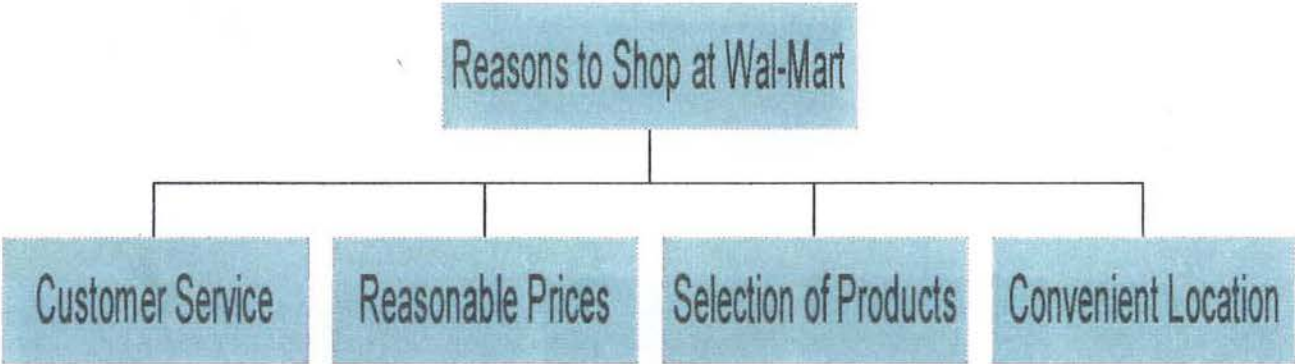 Reasons to Shop at Wal-Mart
Customer Service
Reasonable Prices
Selection of Products
Convenient Location